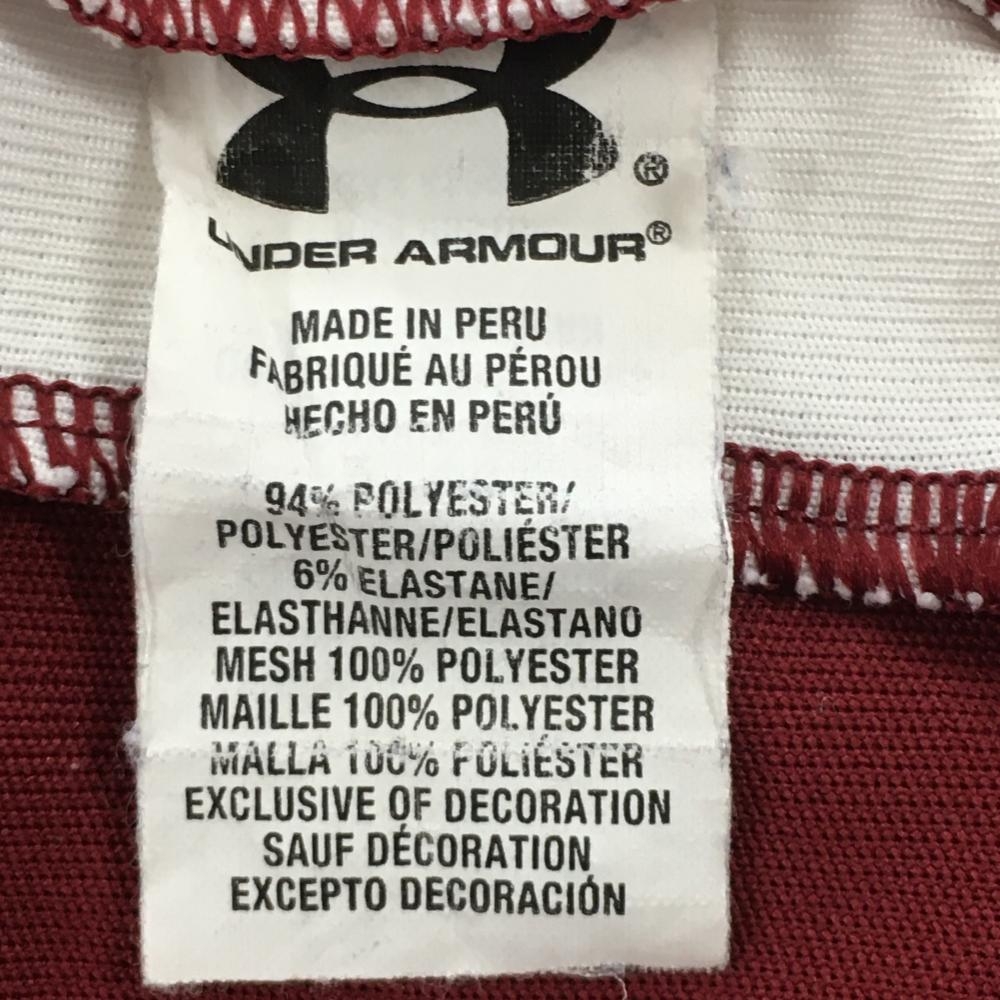 ®
UNDER ARMOUR®
MADE IN PERU
FABRIQUÉ AU PÉROU
HECHO EN PERÚ
94% POLYESTER/
POLYESTER/POLIÉSTER
6% ELASTANE/
ELASTHANNE/ELASTANO
MESH 100% POLYESTER
MAILLE 100% POLYESTER
MALLA 100% POLIÉSTER
EXCLUSIVE OF DECORATION
SAUF DÉCORATION
EXCEPTO DECORACIÓN